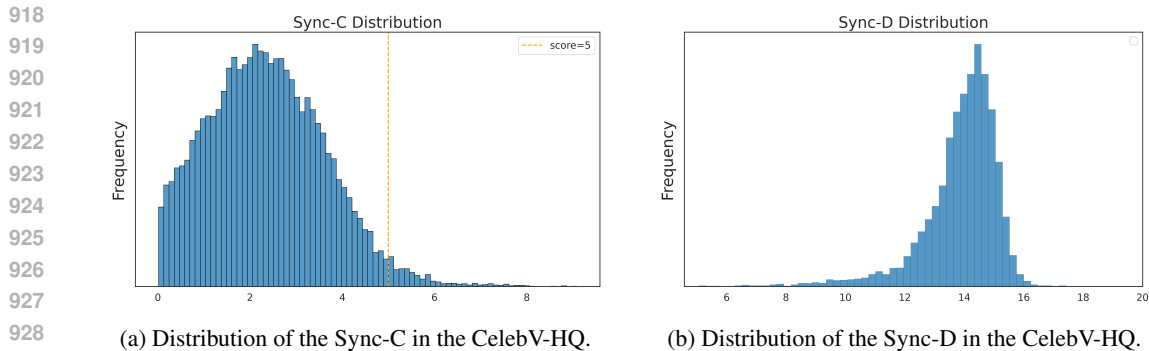 918
919
920
921
922
923
924
925
926
927
928
Sync-C Distribution
Frequency
score=5
0 2 4 6 8
(a) Distribution of the Sync-C in the CelebV-HQ.
Sync-D Distribution
Frequency
6 8 10 12 14 16 18 20
(b) Distribution of the Sync-D in the CelebV-HQ.